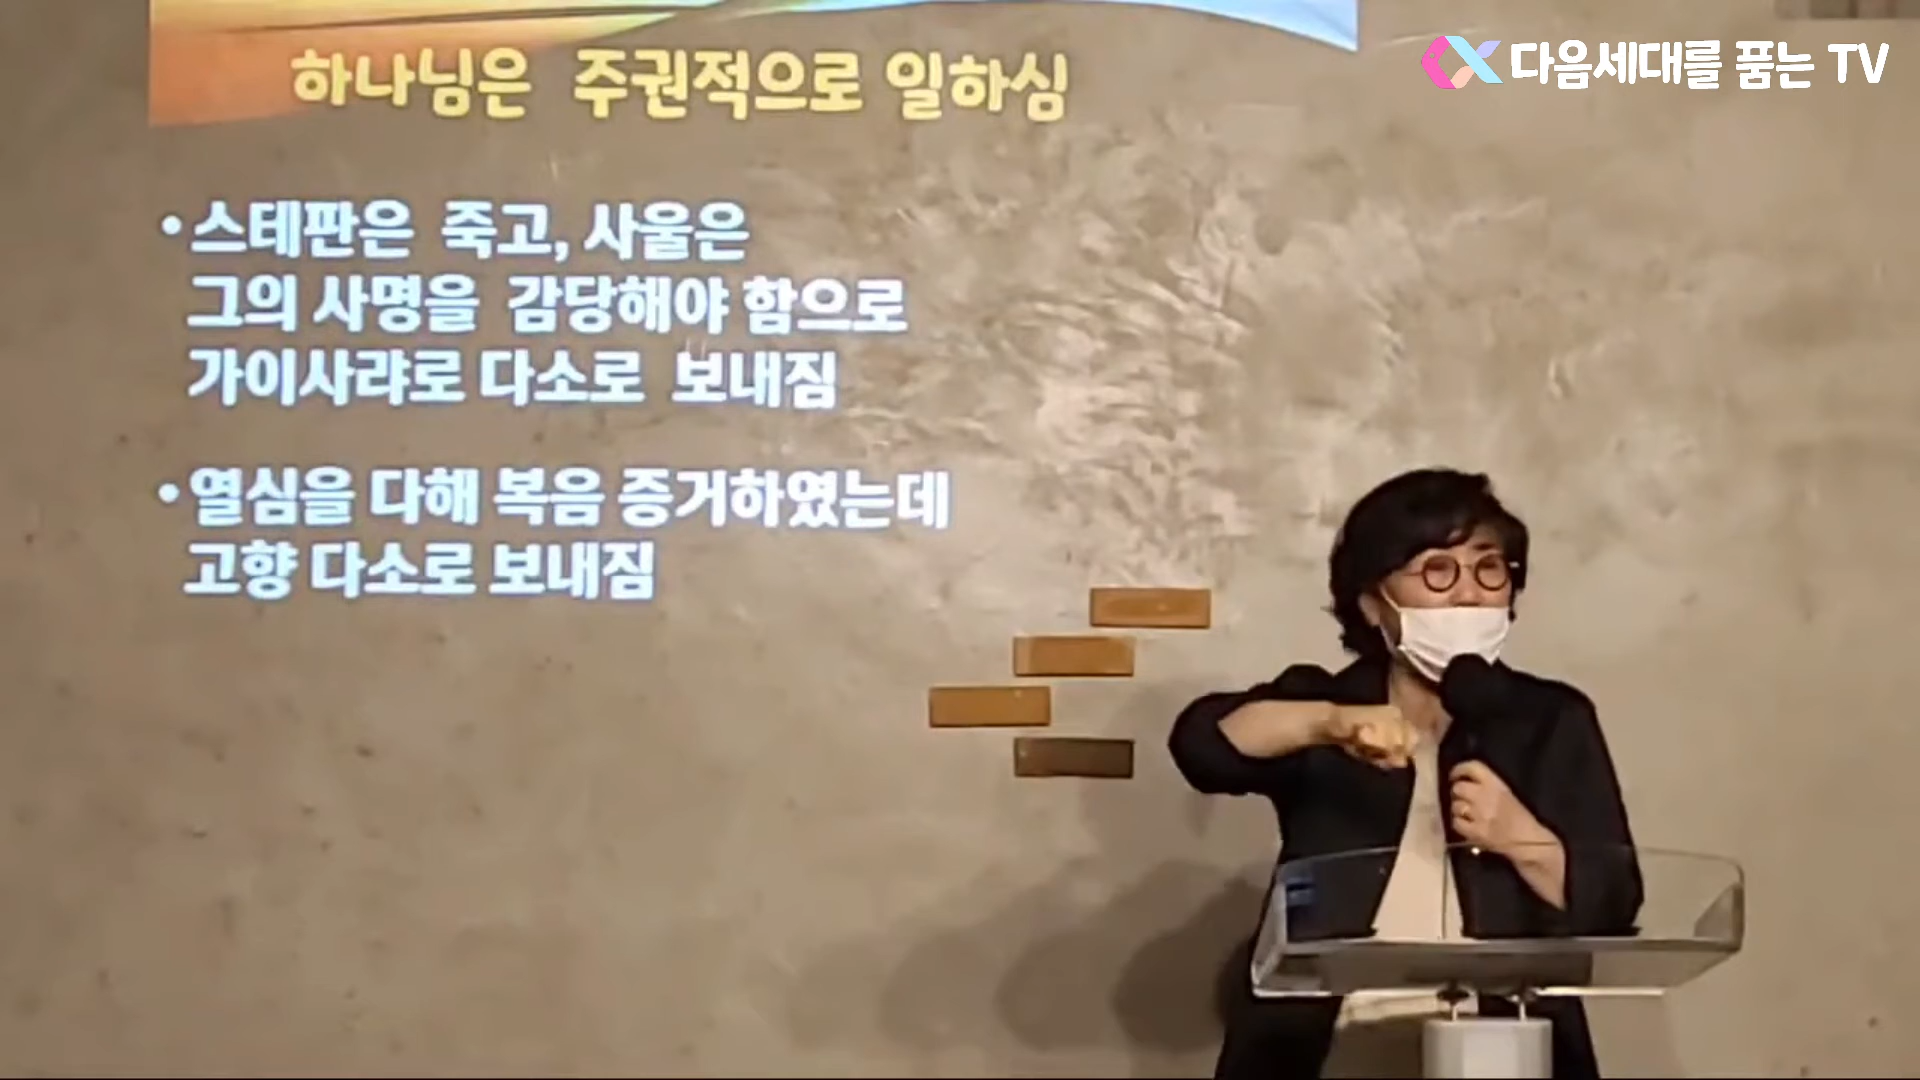 하나님은 주권적으로 일하심
다음세대를 품는 TV
• 스테판은 죽고, 사울은
그의 사명을 감당해야 함으로
가이사랴로 다소로 보내짐
• 열심을 다해 복음 증거하였는데
고향 다소로 보내짐